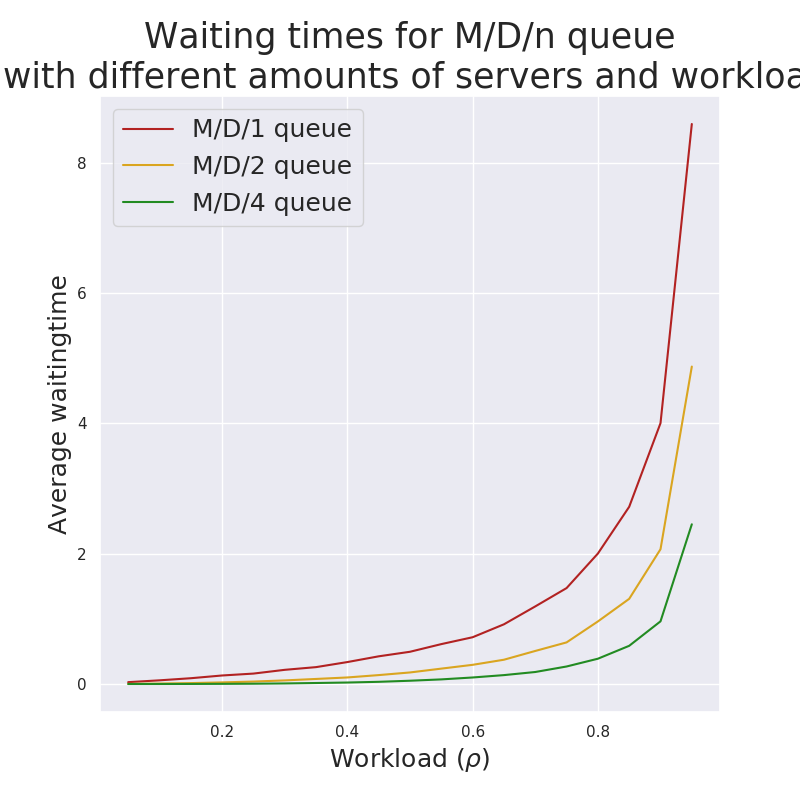 Waiting times for M/D/n queue
with different amounts of servers and workloa
M/D/1 queue
M/D/2 queue
M/D/4 queue
8
6
4
2
0
Average waitingtime
0.2
0.4
0.6
0.8
Workload (ρ)